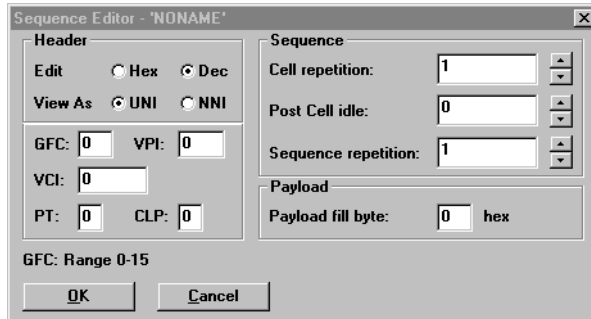 Sequence Editor - 'NONAME'
Header
Edit Hex Dec
View As UNI NNI
GFC: 0 VPI: 0
VCI: 0
PT: 0 CLP: 0
Sequence
Cell repetition: 1
Post Cell idle: 0
Sequence repetition: 1
Payload
Payload fill byte: 0 hex
GFC: Range 0-15
OK Cancel